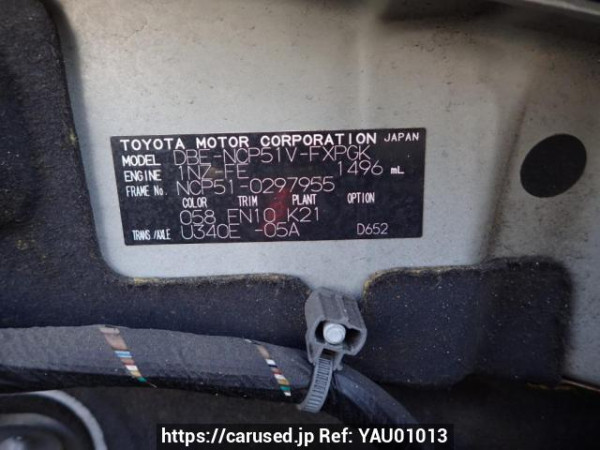 TOYOTA MOTOR CORPORATION JAPAN
MODEL DBE-NCP51V-FXPGK
ENGINE 1NZ-FE 1496 mL
FRAME No. NCP51-0297955
COLOR TRIM PLANT OPTION
058 FN10 K21
TRANS/AXLE U340E -05A D652
https://carused.jp Ref: YAU01013